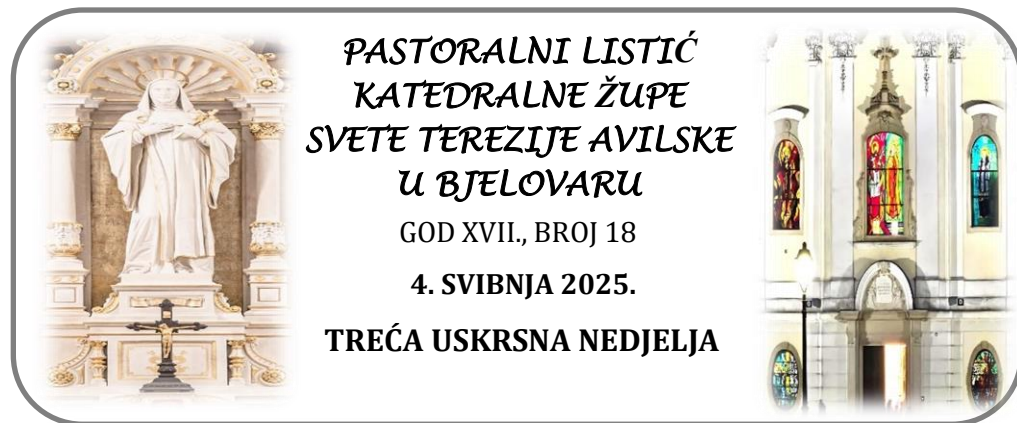 PASTORALNI LISTIĆ
KATEDRALNE ŽUPE
SVETE TEREZIJE AVILSKE
U BJELOVARU
GOD XVII., BROJ 18
4. SVIBNJA 2025.
TREĆA USKRSNA NEDJELJA